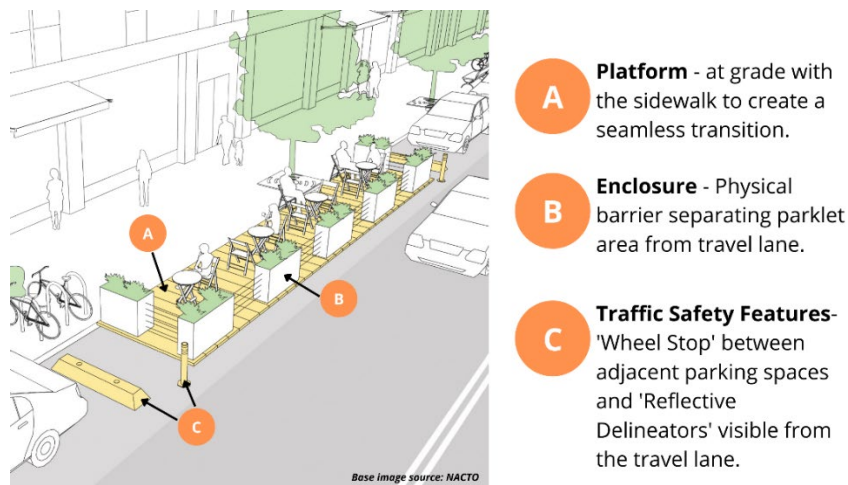 A
B
C
Base image source: NACTO
A
Platform - at grade with
the sidewalk to create a
seamless transition.
B
Enclosure - Physical
barrier separating parklet
area from travel lane.
C
Traffic Safety Features-
'Wheel Stop' between
adjacent parking spaces
and 'Reflective
Delineators' visible from
the travel lane.